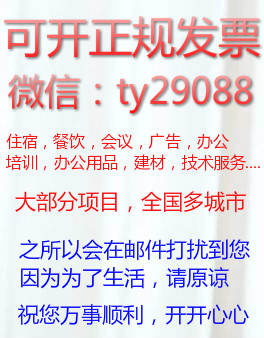 可开正规发票
微信：ty29088
住宿，餐饮，会议，广告，办公
培训，办公用品，建材，技术服务....
大部分项目，全国多城市
之所以会在邮件打扰到您
因为为了生活，请原谅
祝您万事顺利，开开心心